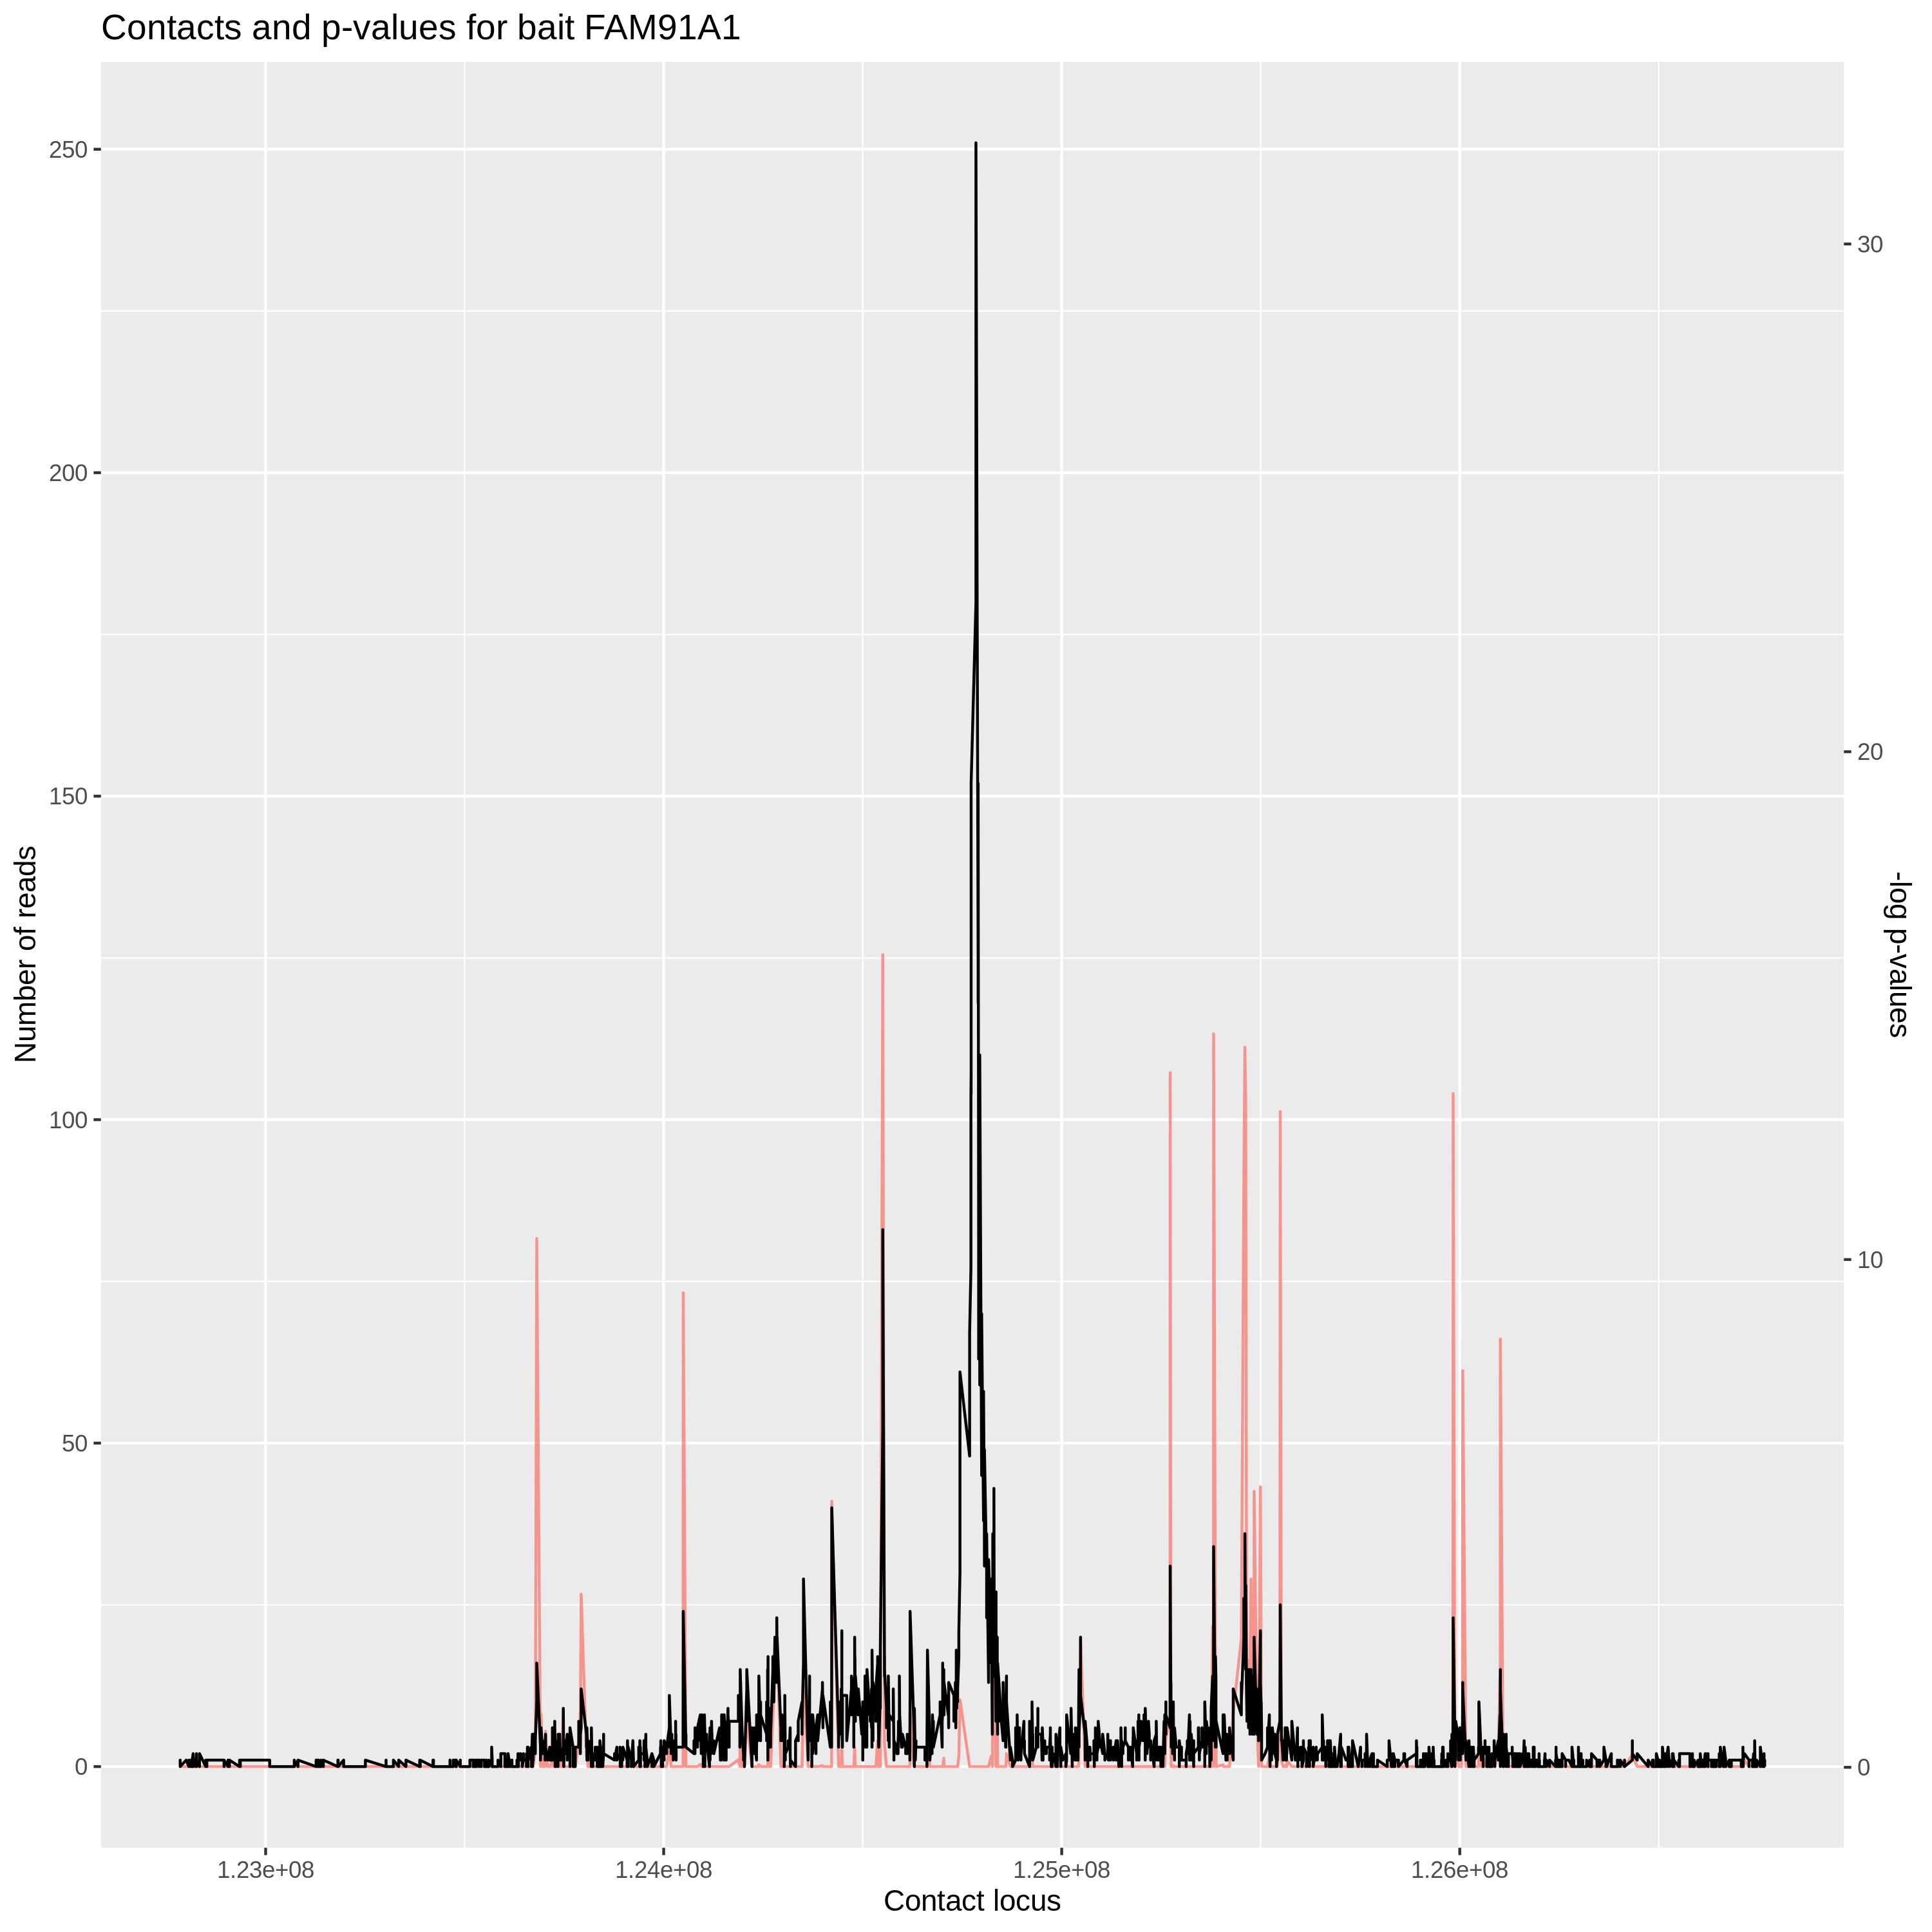 Contacts and p-values for bait FAM91A1
250
200
150
100
50
0
Number of reads
30
20
10
0
-log p-values
1.23e+08
1.24e+08
1.25e+08
1.26e+08
Contact locus